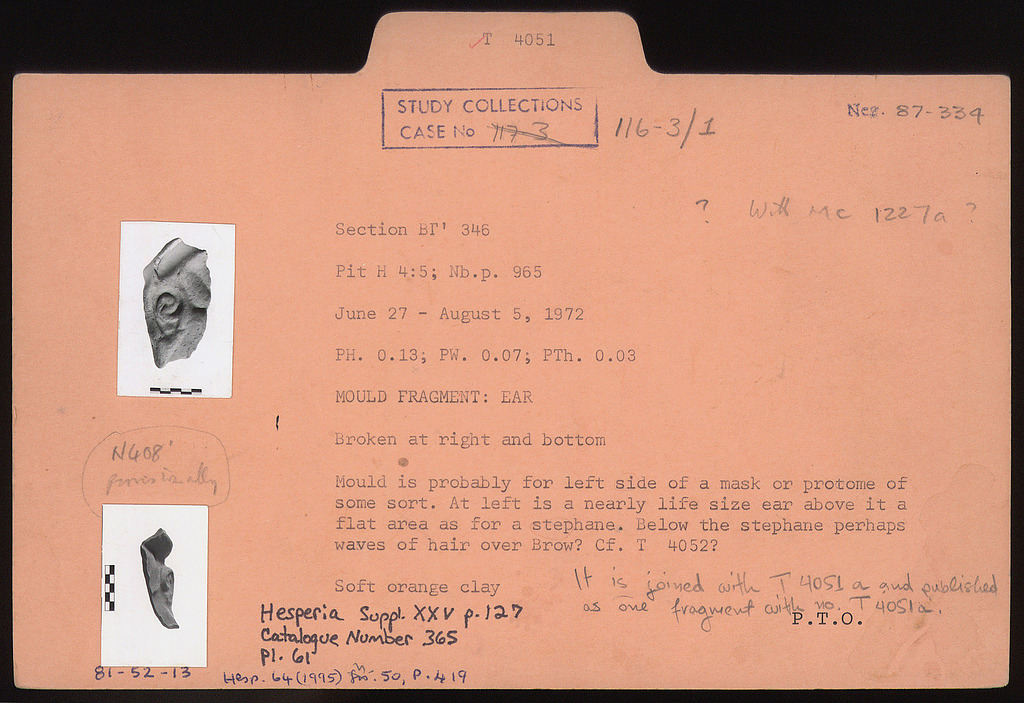 T 4051
STUDY COLLECTIONS
CASE No 117-3
116-3/1
Neg. 87-334
? With Mc 1227a ?
Section BΓ' 346
Pit H 4:5; Nb.p. 965
June 27 - August 5, 1972
PH. 0.13; PW. 0.07; PTh. 0.03
MOULD FRAGMENT: EAR
Broken at right and bottom
N408'
provisionally
Mould is probably for left side of a mask or protome of
some sort. At left is a nearly life size ear above it a
flat area as for a stephane. Below the stephane perhaps
waves of hair over Brow? Cf. T 4052?
Soft orange clay
It is joined with T 4051 a and published
as one fragment with no. T 4051a.
P.T.O.
Hesperia Suppl. XXV p. 127
Catalogue Number 365
Pl. 61
81-52-13
Hesp. 64 (1995) 50, P. 419